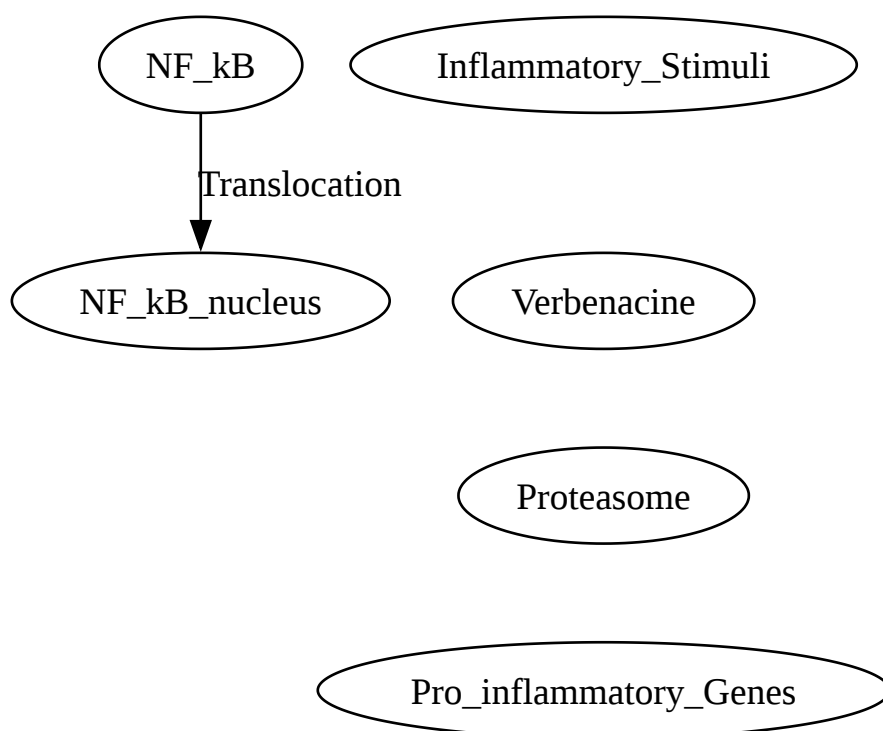 NF_kB
Inflammatory_Stimuli
Translocation
NF_kB_nucleus
Verbenacine
Proteasome
Pro_inflammatory_Genes